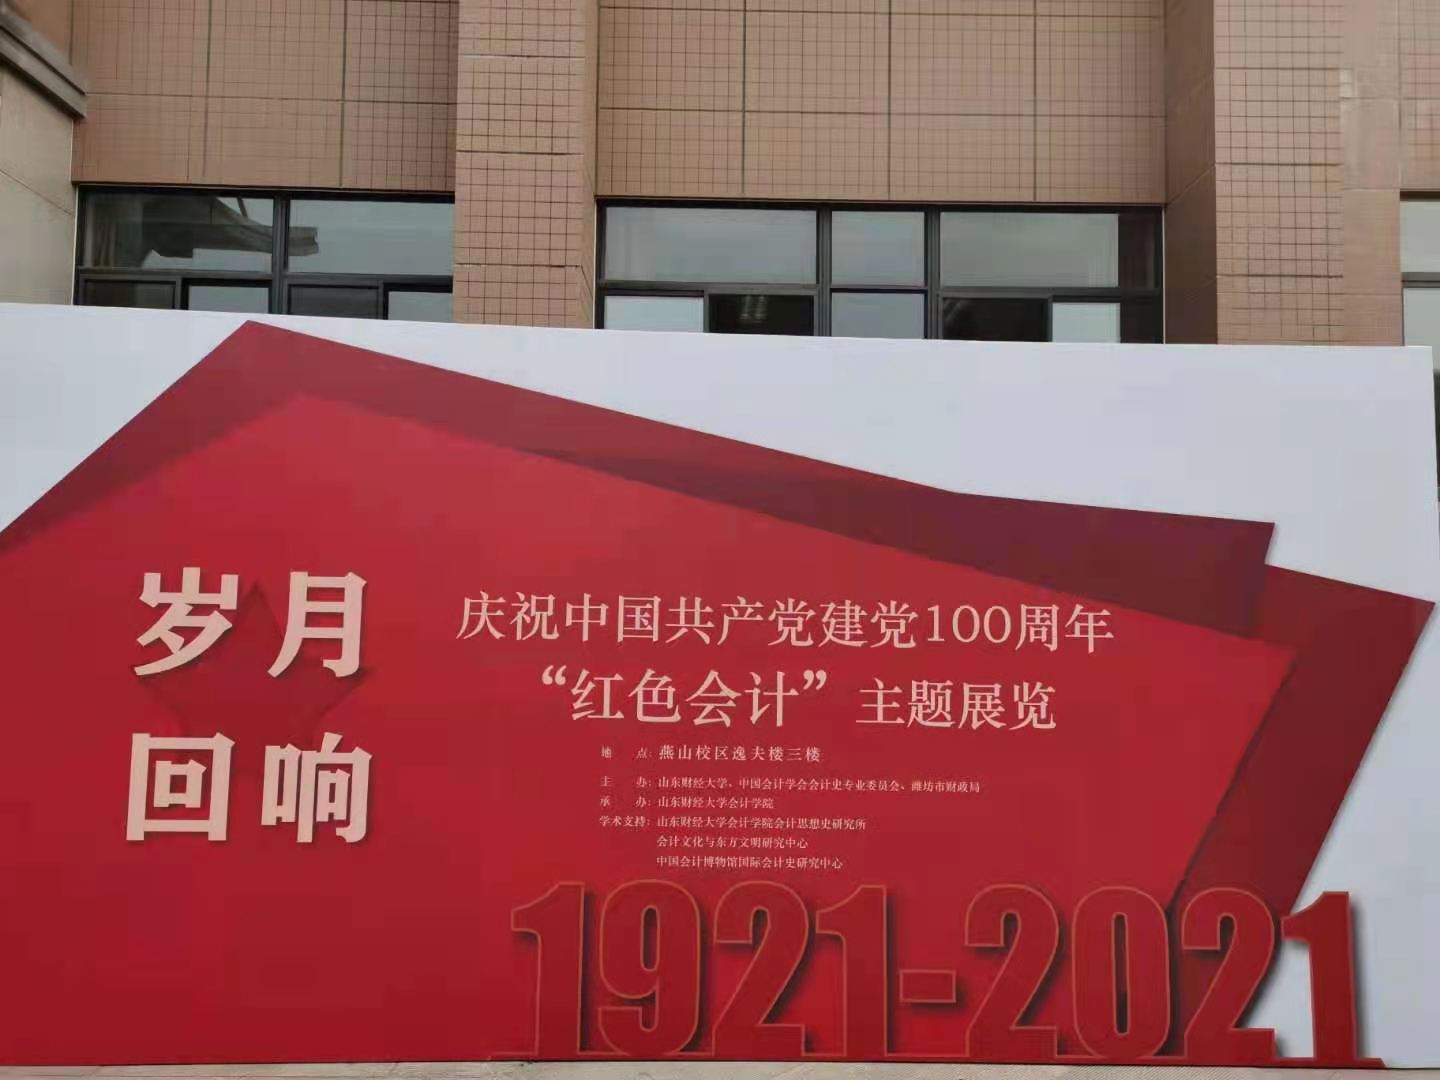 岁月
回响
庆祝中国共产党建党100周年
“红色会计”主题展览
地 点：燕山校区逸夫楼三楼
主 办：山东财经大学、中国会计学会会计史专业委员会、潍坊市财政局
承 办：山东财经大学会计学院
学术支持：山东财经大学会计学院会计思想史研究所
会计文化与东方文明研究中心
中国会计博物馆国际会计史研究中心
1921-2021